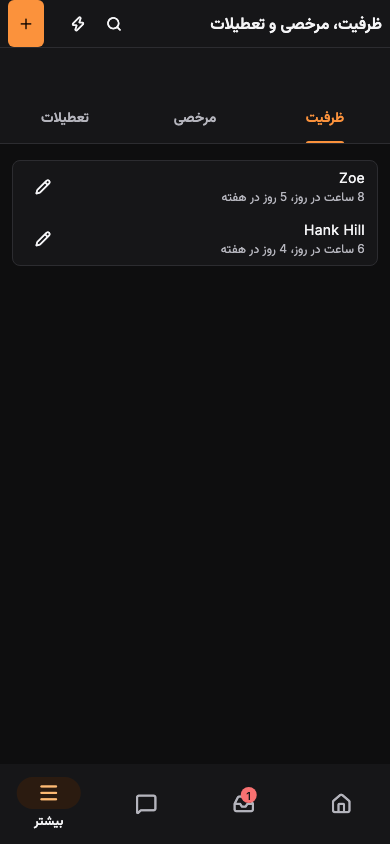 ظرفیت، مرخصی و تعطیلات
ظرفیت
مرخصی
تعطیلات
Zoe
8 ساعت در روز، 5 روز در هفته
Hank Hill
6 ساعت در روز، 4 روز در هفته
1
بیشتر